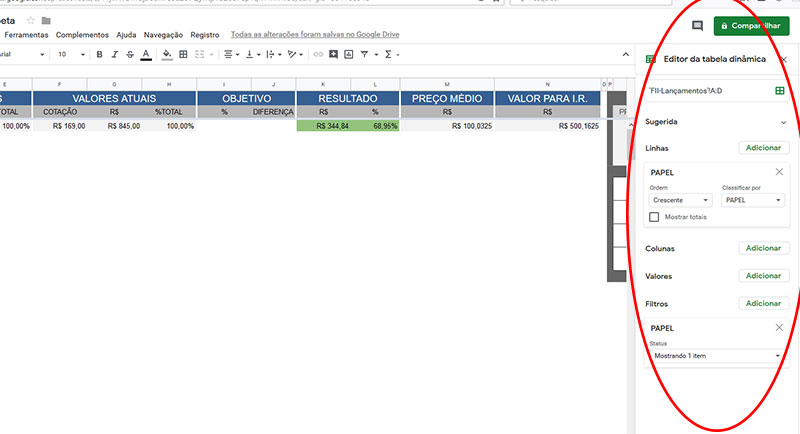 beta
Ferramentas Complementos Ajuda Navegação Registro Todas as alterações foram salvas no Google Drive
Compartilhar
10
B I S A
Editor da tabela dinâmica
'FII-Lançamentos'!A:D
Sugerida
Linhas Adicionar
PAPEL
Ordem Classificar por
Crescente PAPEL
Mostrar totais
Colunas Adicionar
Valores Adicionar
Filtros Adicionar
PAPEL
Status
Mostrando 1 item
E F G H I J K L M N O P
S VALORES ATUAIS OBJETIVO RESULTADO PREÇO MÉDIO VALOR PARA I.R.
TOTAL COTAÇÃO R$ %TOTAL % DIFERENÇA R$ % R$ R$
100,00% R$ 169,00 R$ 845,00 100,00% R$ 344,84 68,95% R$ 100,0325 R$ 500,1625